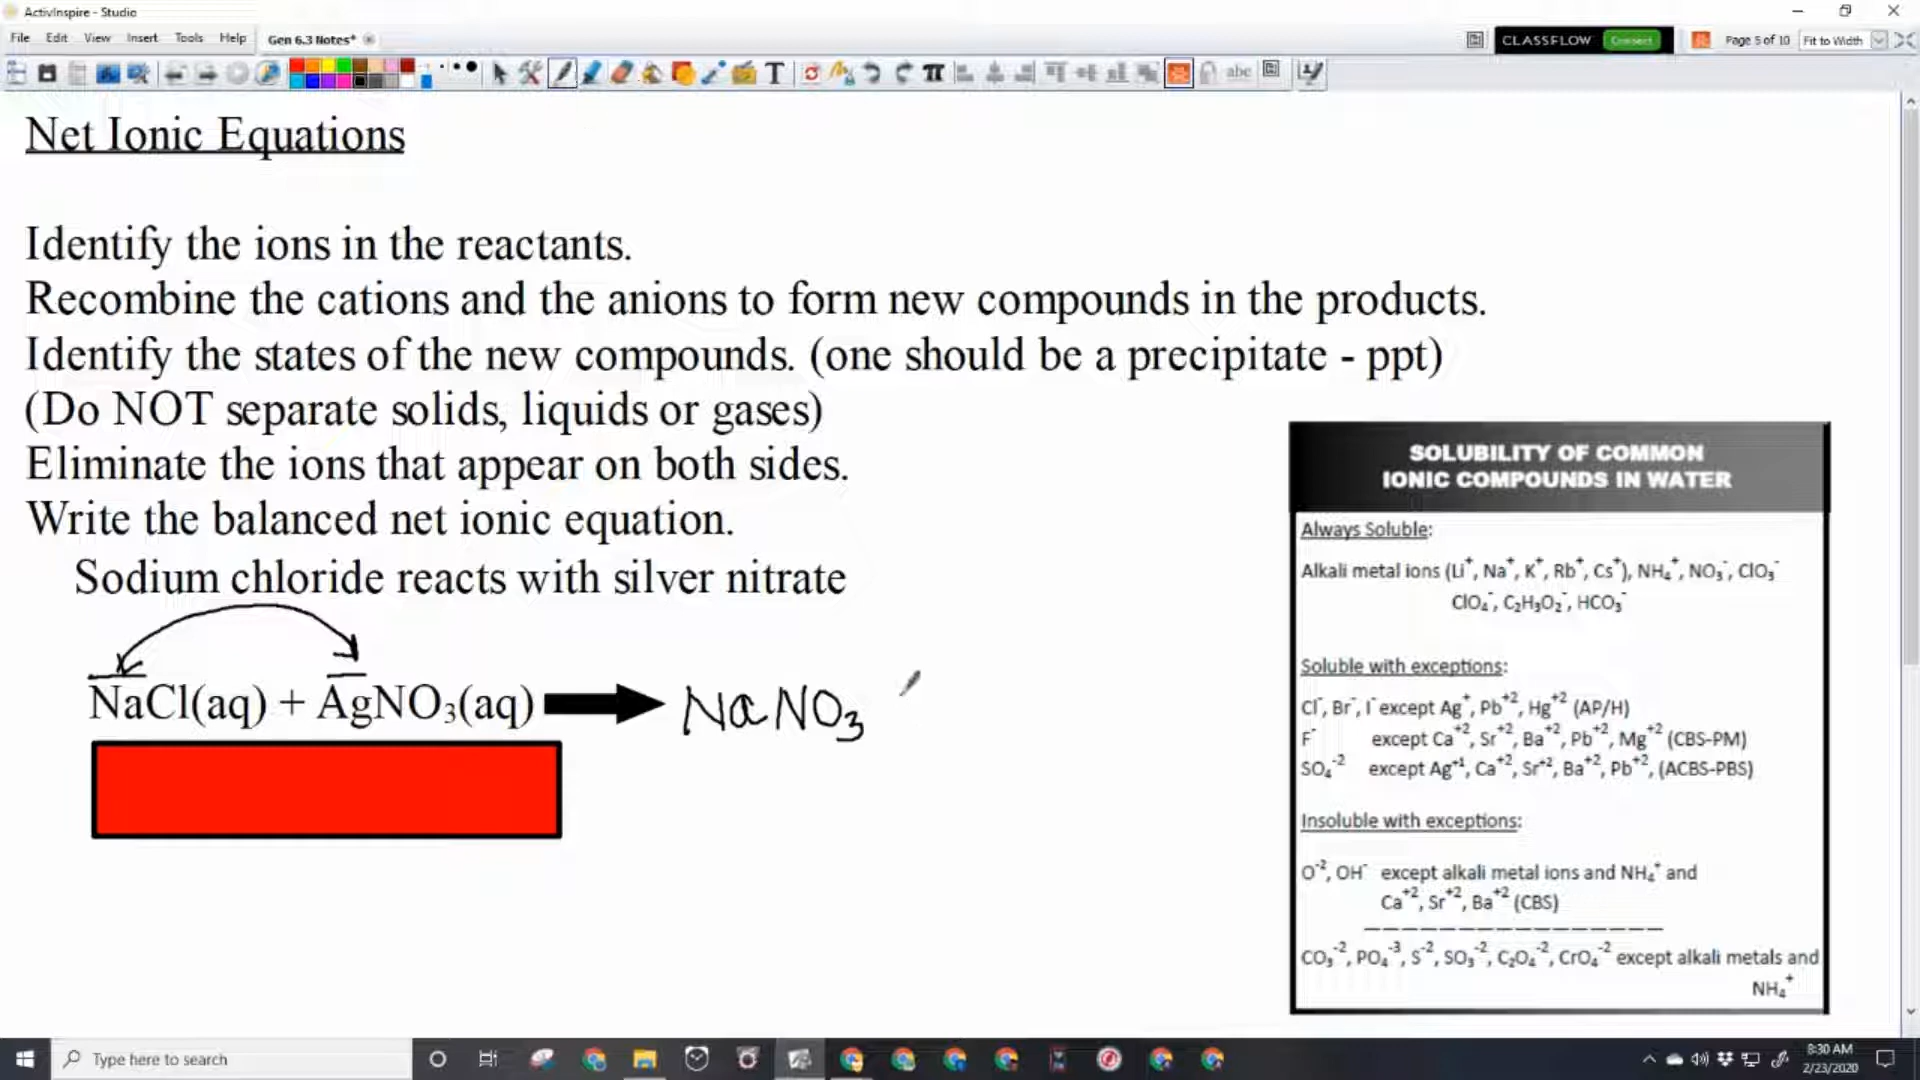 ActivInspire - Studio
File Edit View Insert Tools Help Gen 6.3 Notes*
CLASSFLOW Connect Page 5 of 10 Fit to Width
abc
Net Ionic Equations
Identify the ions in the reactants.
Recombine the cations and the anions to form new compounds in the products.
Identify the states of the new compounds. (one should be a precipitate - ppt)
(Do NOT separate solids, liquids or gases)
Eliminate the ions that appear on both sides.
Write the balanced net ionic equation.
Sodium chloride reacts with silver nitrate
NaCl(aq) + AgNO₃(aq) NaNO₃
SOLUBILITY OF COMMON
IONIC COMPOUNDS IN WATER
Always Soluble:
Alkali metal ions (Li⁺, Na⁺, K⁺, Rb⁺, Cs⁺), NH₄⁺, NO₃⁻, ClO₃⁻
ClO₄⁻, C₂H₃O₂⁻, HCO₃⁻
Soluble with exceptions:
Cl⁻, Br⁻, I⁻ except Ag⁺, Pb⁺², Hg⁺² (AP/H)
F⁻ except Ca⁺², Sr⁺², Ba⁺², Pb⁺², Mg⁺² (CBS-PM)
SO₄⁻² except Ag⁺¹, Ca⁺², Sr⁺², Ba⁺², Pb⁺², (ACBS-PBS)
Insoluble with exceptions:
O⁻², OH⁻ except alkali metal ions and NH₄⁺ and
Ca⁺², Sr⁺², Ba⁺² (CBS)
CO₃⁻², PO₄⁻³, S⁻², SO₃⁻², C₂O₄⁻², CrO₄⁻² except alkali metals and
NH₄⁺
Type here to search
8:30 AM
2/23/2020